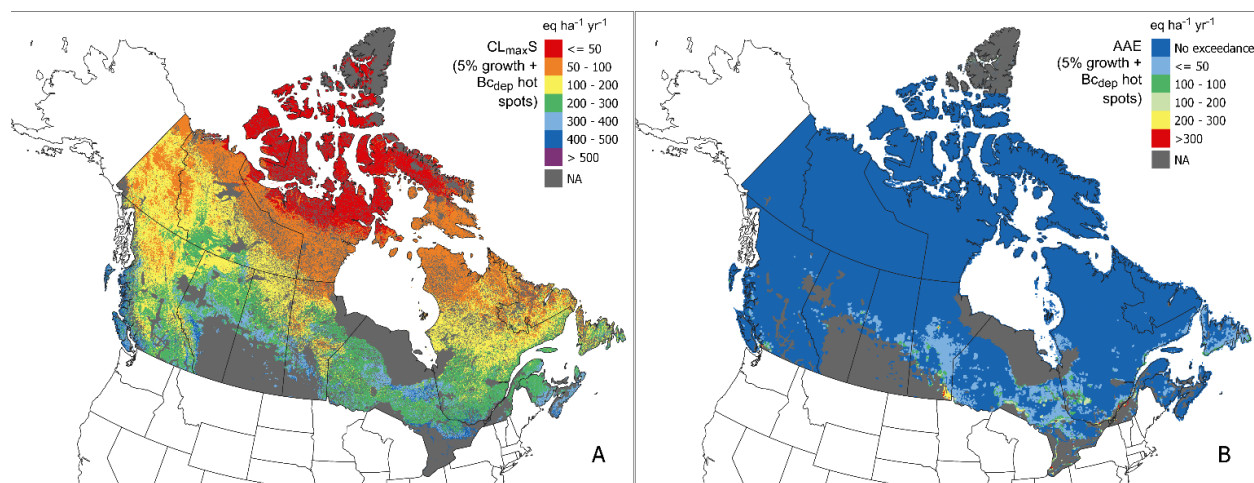 eq ha⁻¹ yr⁻¹
CLmaxS
(5% growth +
Bcdep hot
spots)
<= 50
50 - 100
100 - 200
200 - 300
300 - 400
400 - 500
> 500
NA
A
eq ha⁻¹ yr⁻¹
AAE
(5% growth +
Bcdep hot
spots)
No exceedance
<= 50
100 - 100
100 - 200
200 - 300
>300
NA
B